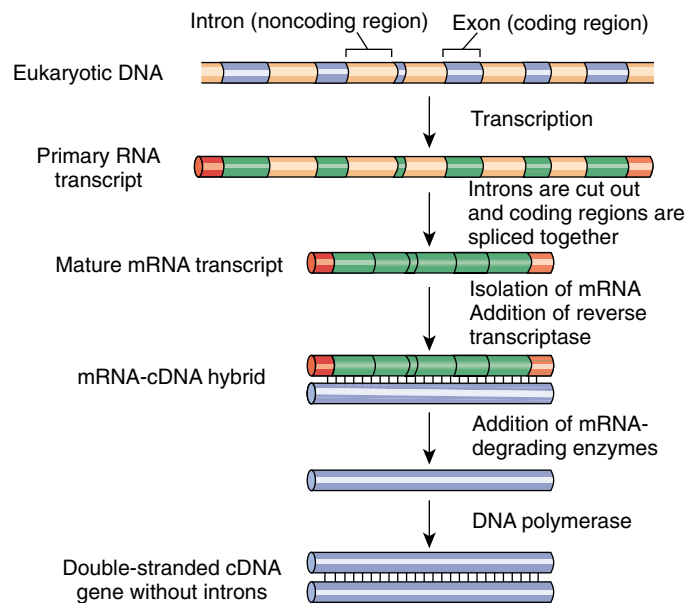 Intron (noncoding region)
Exon (coding region)
Eukaryotic DNA
Transcription
Primary RNA
transcript
Introns are cut out
and coding regions are
spliced together
Mature mRNA transcript
Isolation of mRNA
Addition of reverse
transcriptase
mRNA-cDNA hybrid
Addition of mRNA-
degrading enzymes
DNA polymerase
Double-stranded cDNA
gene without introns